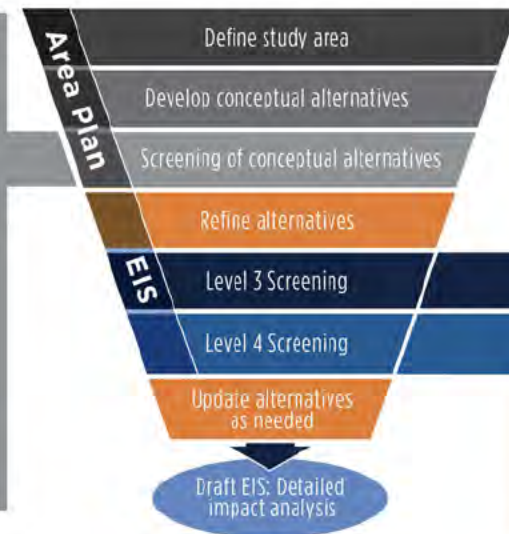 Area Plan
Define study area
Develop conceptual alternatives
Screening of conceptual alternatives
Refine alternatives
EIS
Level 3 Screening
Level 4 Screening
Update alternatives
as needed
Draft EIS: Detailed
impact analysis